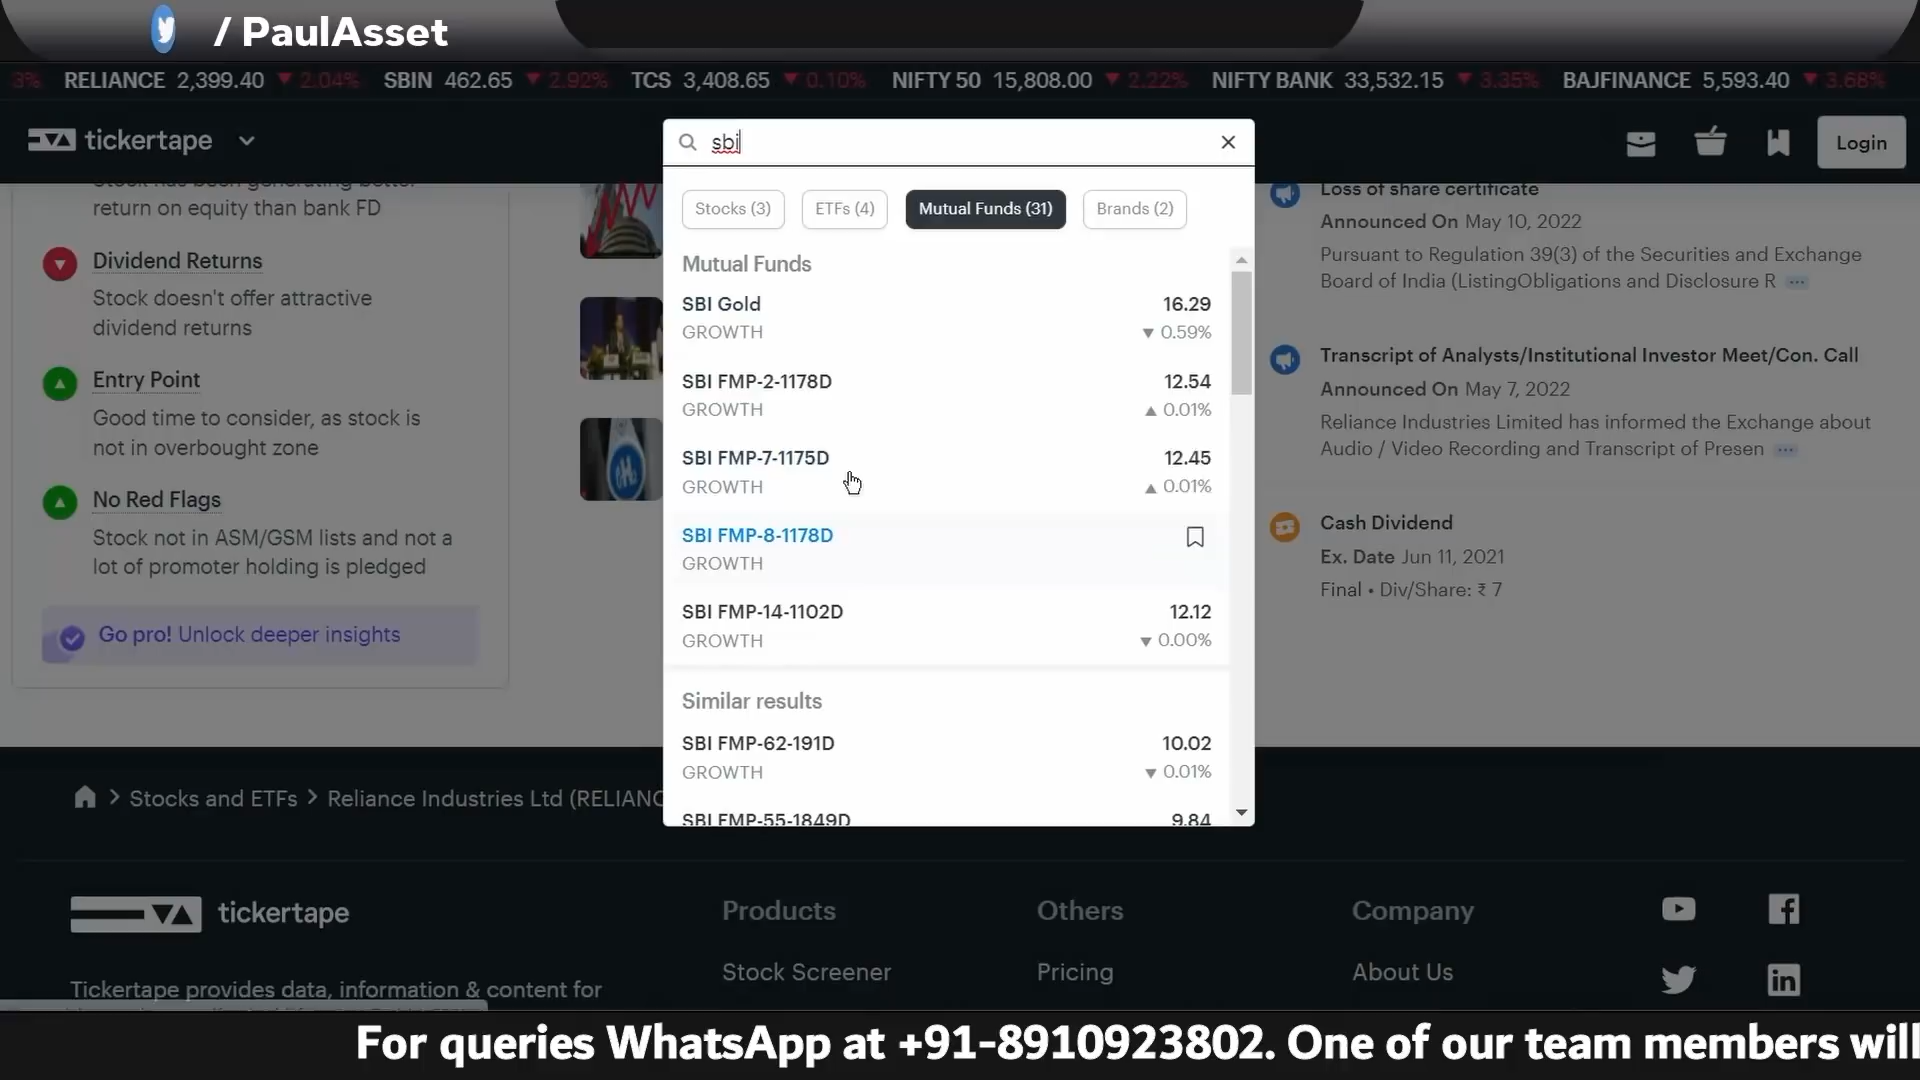 / PaulAsset
3% RELIANCE 2,399.40 ▼ 2.04% SBIN 462.65 ▼ 2.92% TCS 3,408.65 ▼ 0.10% NIFTY 50 15,808.00 ▼ 2.22% NIFTY BANK 33,532.15 ▼ 3.35% BAJFINANCE 5,593.40 ▼ 3.68%
tickertape
sbi
Login
Stocks (3) ETFs (4) Mutual Funds (31) Brands (2)
Stock has been generating better
return on equity than bank FD
Dividend Returns
Stock doesn't offer attractive
dividend returns
Entry Point
Good time to consider, as stock is
not in overbought zone
No Red Flags
Stock not in ASM/GSM lists and not a
lot of promoter holding is pledged
Go pro! Unlock deeper insights
Mutual Funds
SBI Gold 16.29
GROWTH ▼ 0.59%
SBI FMP-2-1178D 12.54
GROWTH ▲ 0.01%
SBI FMP-7-1175D 12.45
GROWTH ▲ 0.01%
SBI FMP-8-1178D
GROWTH
SBI FMP-14-1102D 12.12
GROWTH ▼ 0.00%
Similar results
SBI FMP-62-191D 10.02
GROWTH ▼ 0.01%
SBI FMP-55-1849D 9.84
Loss of share certificate
Announced On May 10, 2022
Pursuant to Regulation 39(3) of the Securities and Exchange
Board of India (ListingObligations and Disclosure R ...
Transcript of Analysts/Institutional Investor Meet/Con. Call
Announced On May 7, 2022
Reliance Industries Limited has informed the Exchange about
Audio / Video Recording and Transcript of Presen ...
Cash Dividend
Ex. Date Jun 11, 2021
Final • Div/Share: ₹ 7
> Stocks and ETFs > Reliance Industries Ltd (RELIANC
tickertape
Tickertape provides data, information & content for
Products
Stock Screener
Others
Pricing
Company
About Us
For queries WhatsApp at +91-8910923802. One of our team members will